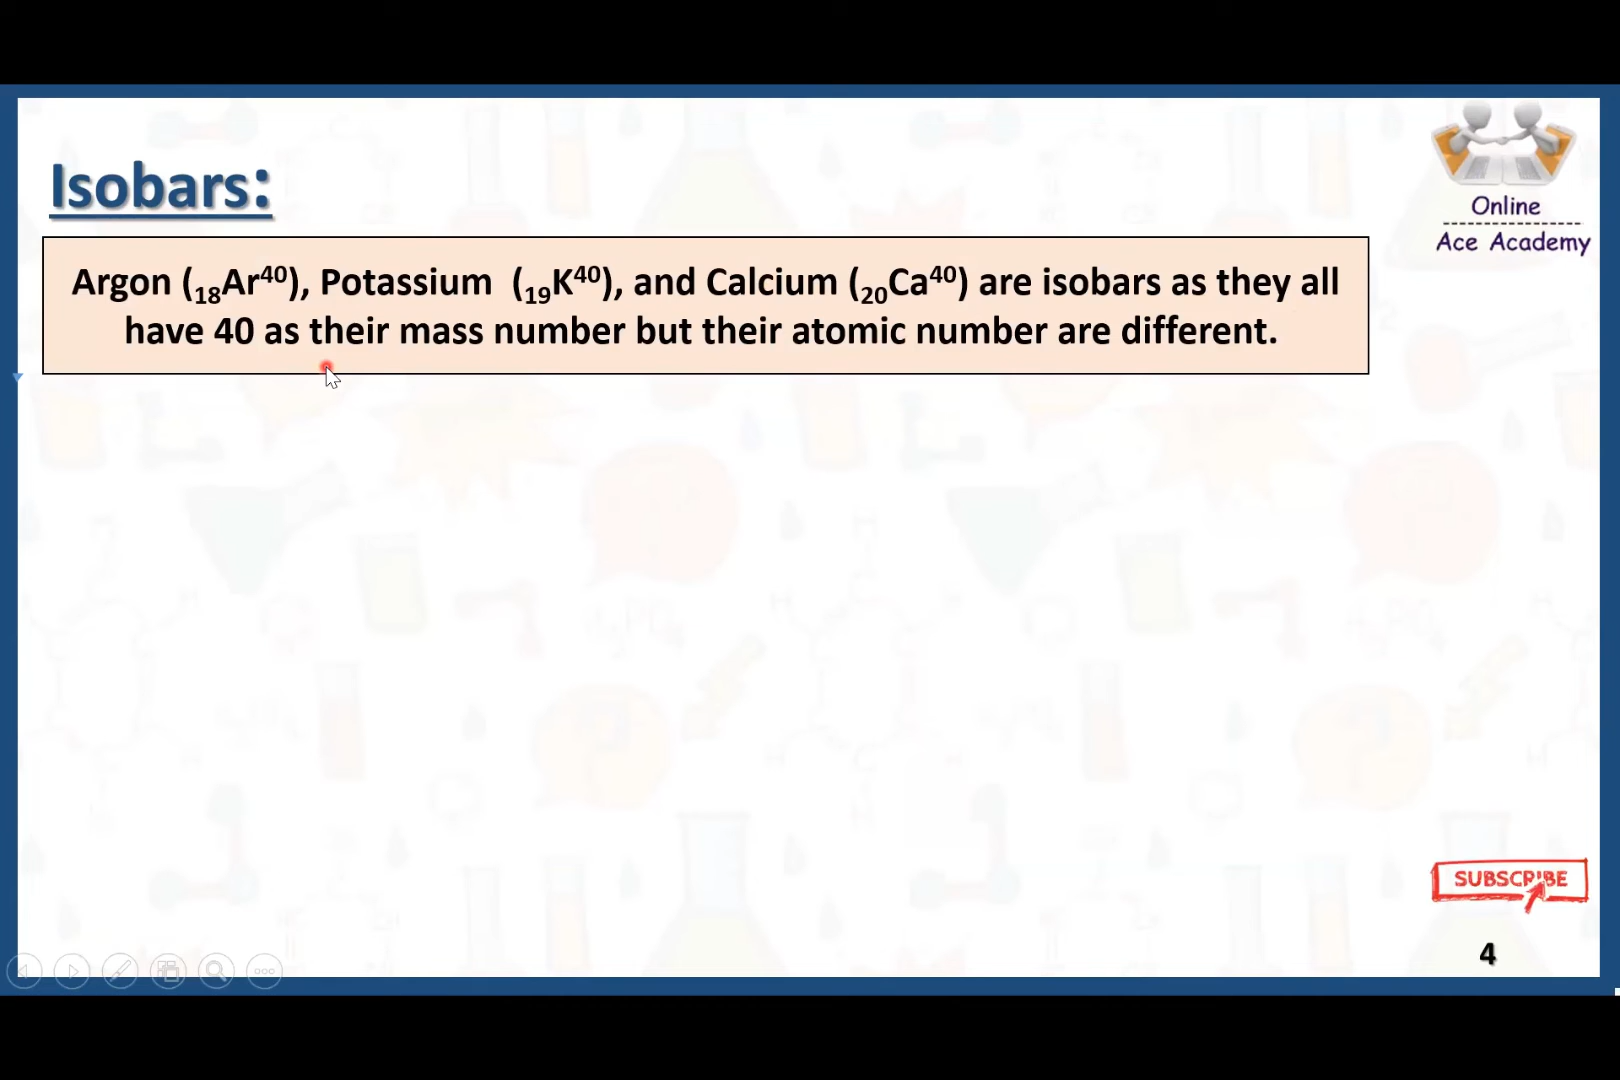 Isobars:
Argon (₁₈Ar⁴⁰), Potassium (₁₉K⁴⁰), and Calcium (₂₀Ca⁴⁰) are isobars as they all
have 40 as their mass number but their atomic number are different.
Online
Ace Academy
SUBSCRIBE
4